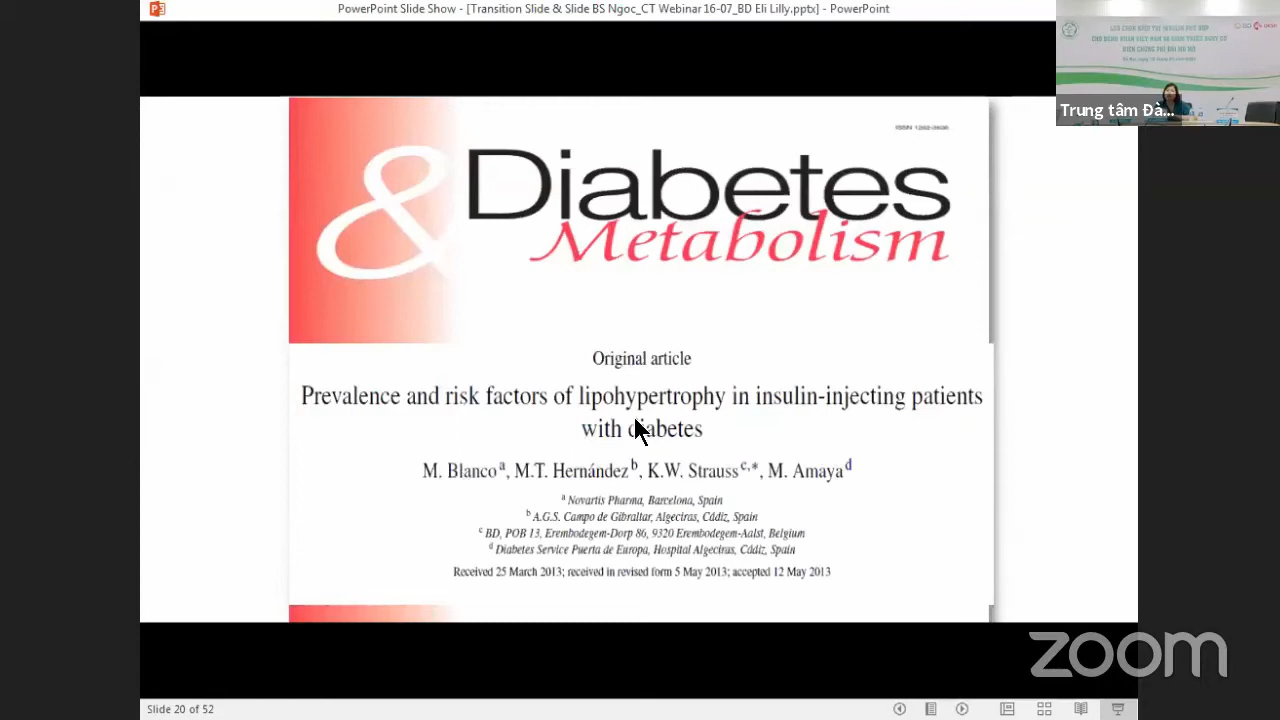 PowerPoint Slide Show - [Transition Slide & Slide BS Ngoc_CT Webinar 16-07_BD Eli Lilly.pptx] - PowerPoint
Trung tâm Đà...
ISSN 1262-3636
&Diabetes
Metabolism
Original article
Prevalence and risk factors of lipohypertrophy in insulin-injecting patients
with diabetes
M. Blanco a, M.T. Hernández b, K.W. Strauss c,*, M. Amaya d
a Novartis Pharma, Barcelona, Spain
b A.G.S. Campo de Gibraltar, Algeciras, Cádiz, Spain
c BD, POB 13, Erembodegem-Dorp 86, 9320 Erembodegem-Aalst, Belgium
d Diabetes Service Puerta de Europa, Hospital Algeciras, Cádiz, Spain
Received 25 March 2013; received in revised form 5 May 2013; accepted 12 May 2013
zoom
Slide 20 of 52